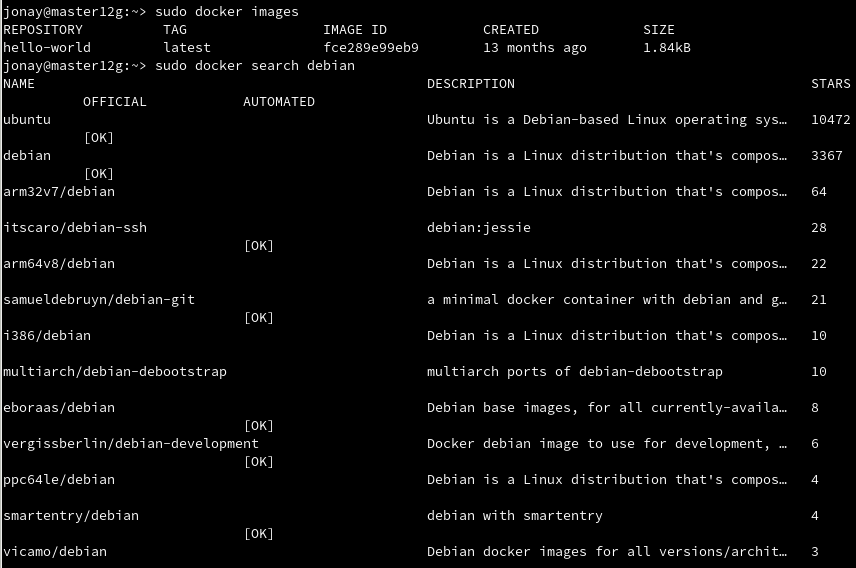 jonay@master12g:~> sudo docker images
REPOSITORY          TAG                 IMAGE ID            CREATED             SIZE
hello-world         latest              fce289e99eb9        13 months ago       1.84kB
jonay@master12g:~> sudo docker search debian
NAME                                                 DESCRIPTION                                     STARS
          OFFICIAL            AUTOMATED
ubuntu                                               Ubuntu is a Debian-based Linux operating sys…   10472
          [OK]
debian                                               Debian is a Linux distribution that's compos…   3367
          [OK]
arm32v7/debian                                       Debian is a Linux distribution that's compos…   64
itscaro/debian-ssh                                   debian:jessie                                   28
                              [OK]
arm64v8/debian                                       Debian is a Linux distribution that's compos…   22
samueldebruyn/debian-git                             a minimal docker container with debian and g…   21
                              [OK]
i386/debian                                          Debian is a Linux distribution that's compos…   10
multiarch/debian-debootstrap                         multiarch ports of debian-debootstrap           10
eboraas/debian                                       Debian base images, for all currently-availa…   8
                              [OK]
vergissberlin/debian-development                     Docker debian image to use for development, …   6
                              [OK]
ppc64le/debian                                       Debian is a Linux distribution that's compos…   4
smartentry/debian                                    debian with smartentry                          4
                              [OK]
vicamo/debian                                        Debian docker images for all versions/archit…   3